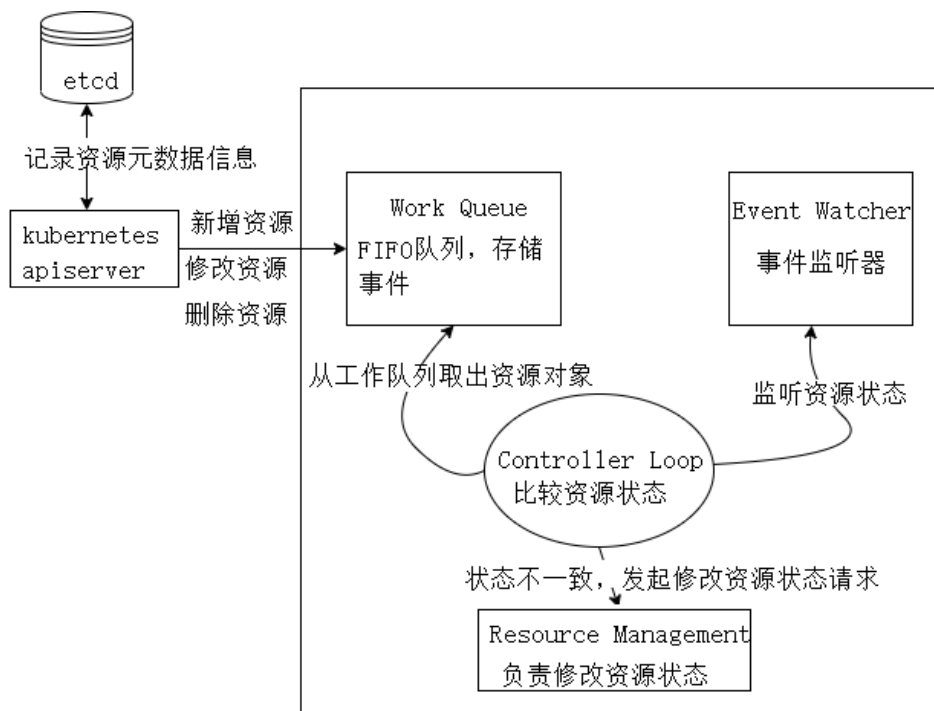 etcd
记录资源元数据信息
kubernetes
apiserver
新增资源
修改资源
删除资源
Work Queue
FIFO队列，存储
事件
Event Watcher
事件监听器
从工作队列取出资源对象
监听资源状态
Controller Loop
比较资源状态
状态不一致，发起修改资源状态请求
Resource Management
负责修改资源状态